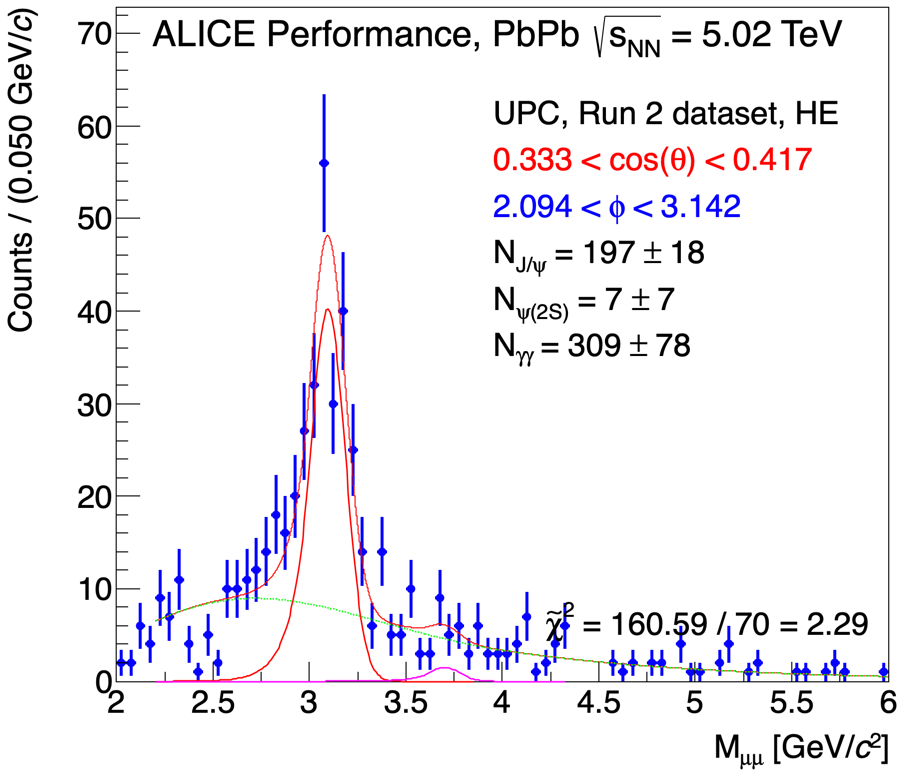 ALICE Performance, PbPb √s_NN = 5.02 TeV
UPC, Run 2 dataset, HE
0.333 < cos(θ) < 0.417
2.094 < ϕ < 3.142
N_J/ψ = 197 ± 18
N_ψ(2S) = 7 ± 7
N_γγ = 309 ± 78
χ̃² = 160.59 / 70 = 2.29
Counts / (0.050 GeV/c)
70
60
50
40
30
20
10
0
2 2.5 3 3.5 4 4.5 5 5.5 6
M_μμ [GeV/c²]